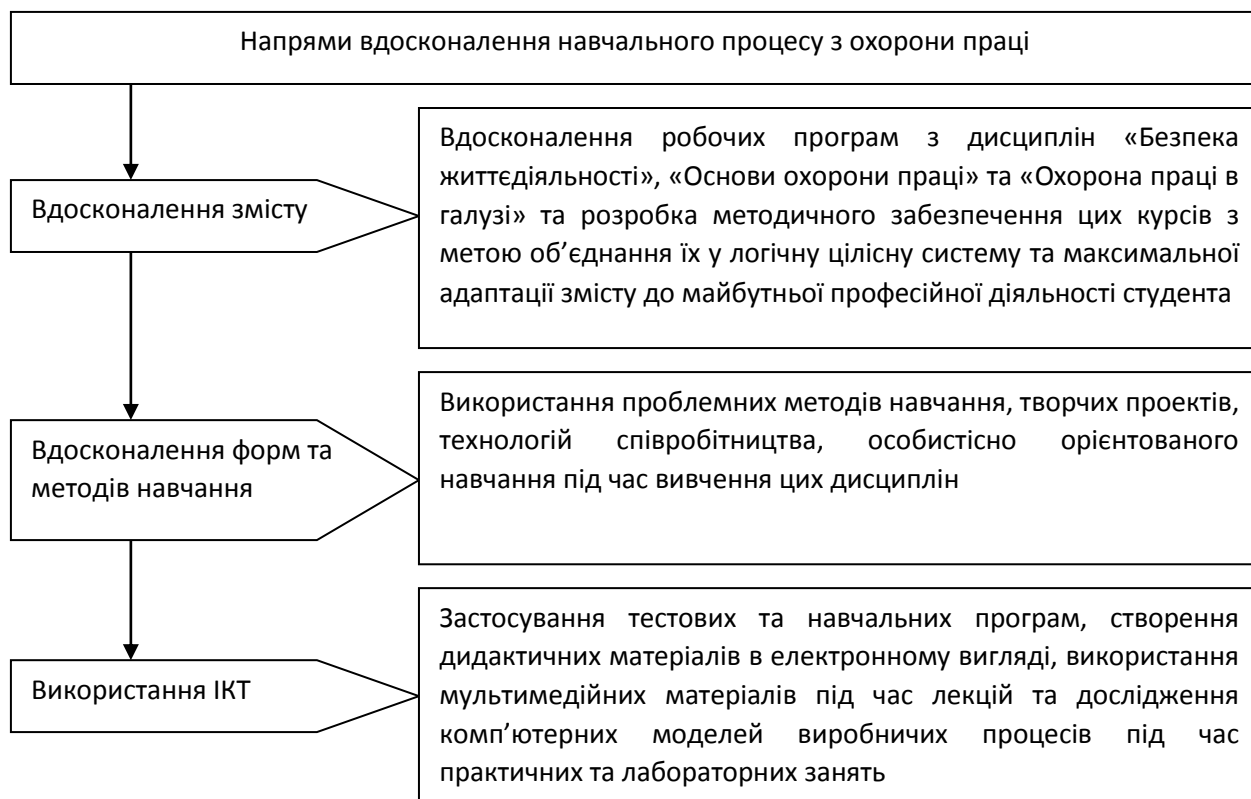 Напрями вдосконалення навчального процесу з охорони праці
Вдосконалення змісту
Вдосконалення робочих програм з дисциплін «Безпека
життєдіяльності», «Основи охорони праці» та «Охорона праці в
галузі» та розробка методичного забезпечення цих курсів з
метою об’єднання їх у логічну цілісну систему та максимальної
адаптації змісту до майбутньої професійної діяльності студента
Вдосконалення форм та
методів навчання
Використання проблемних методів навчання, творчих проектів,
технологій співробітництва, особистісно орієнтованого
навчання під час вивчення цих дисциплін
Використання ІКТ
Застосування тестових та навчальних програм, створення
дидактичних матеріалів в електронному вигляді, використання
мультимедійних матеріалів під час лекцій та дослідження
комп’ютерних моделей виробничих процесів під час
практичних та лабораторних занять